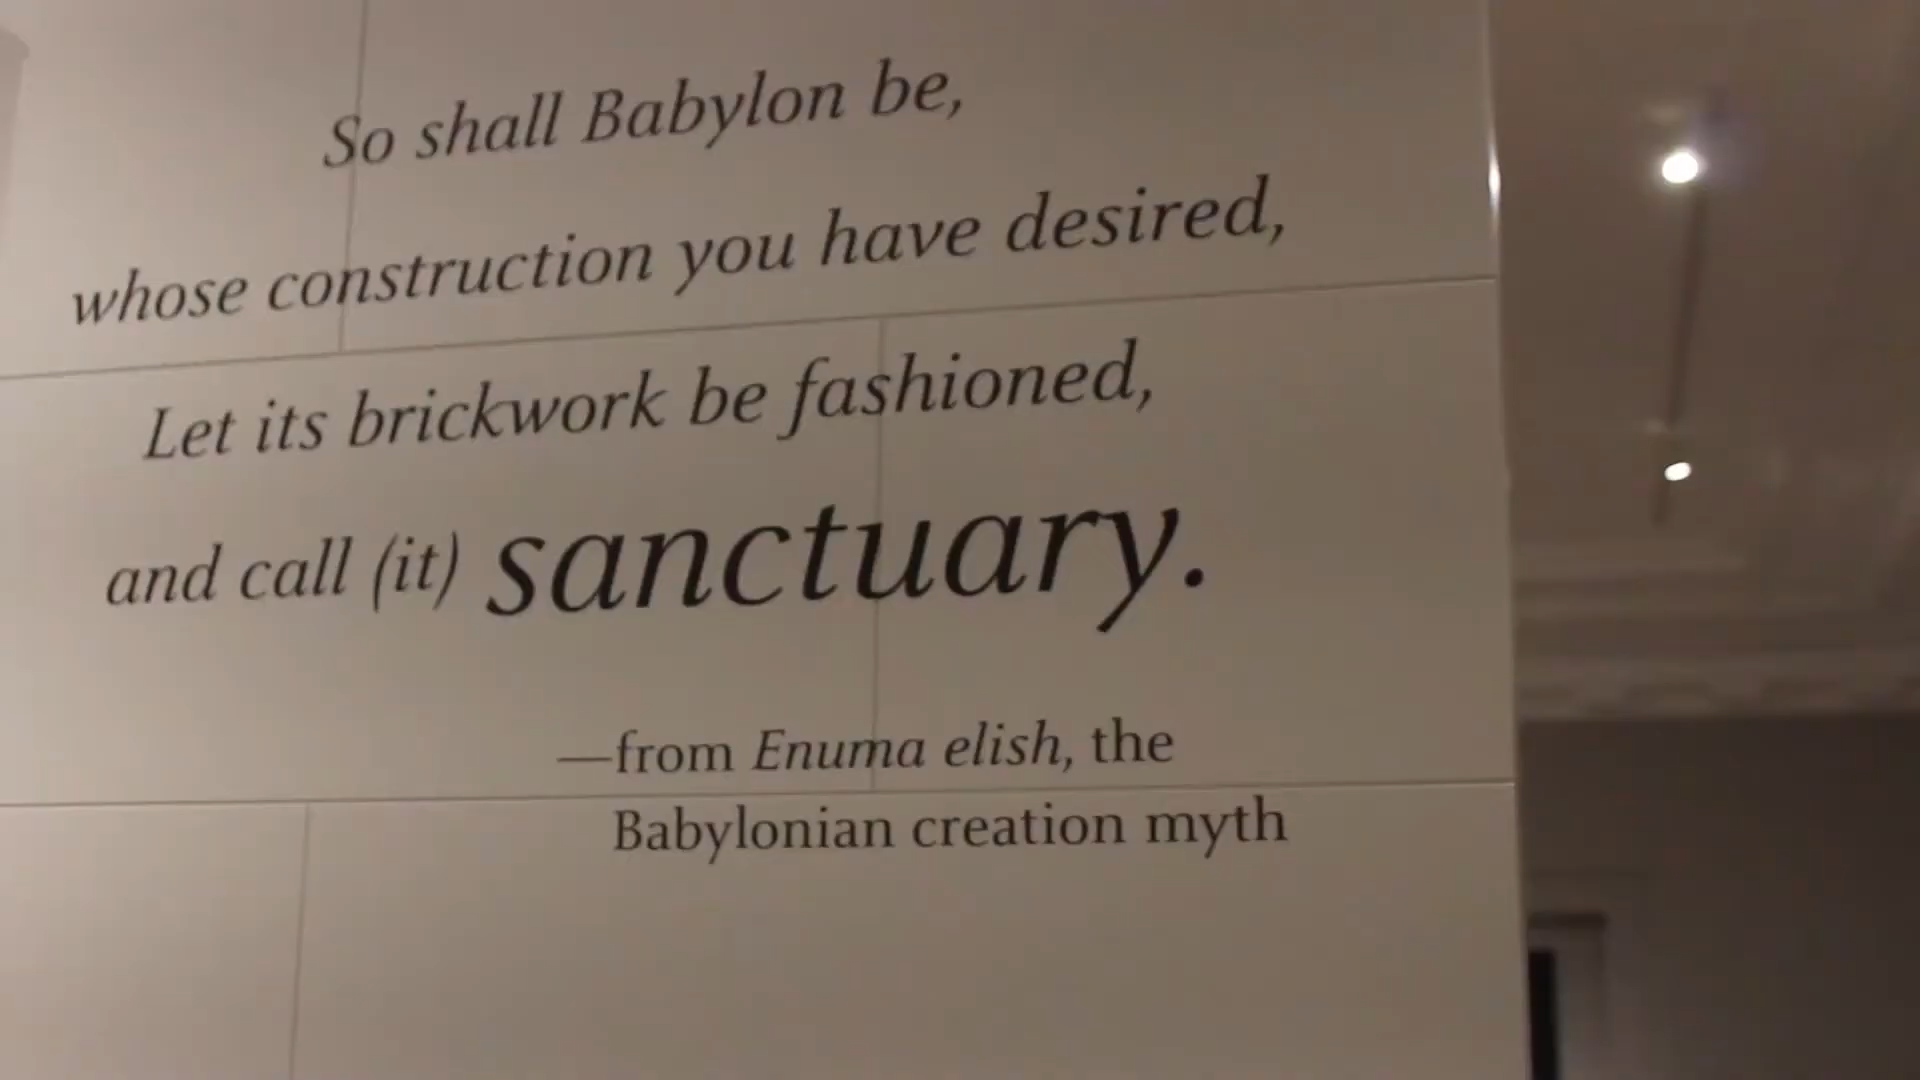 So shall Babylon be,
whose construction you have desired,
Let its brickwork be fashioned,
and call (it) sanctuary.
—from Enuma elish, the
Babylonian creation myth